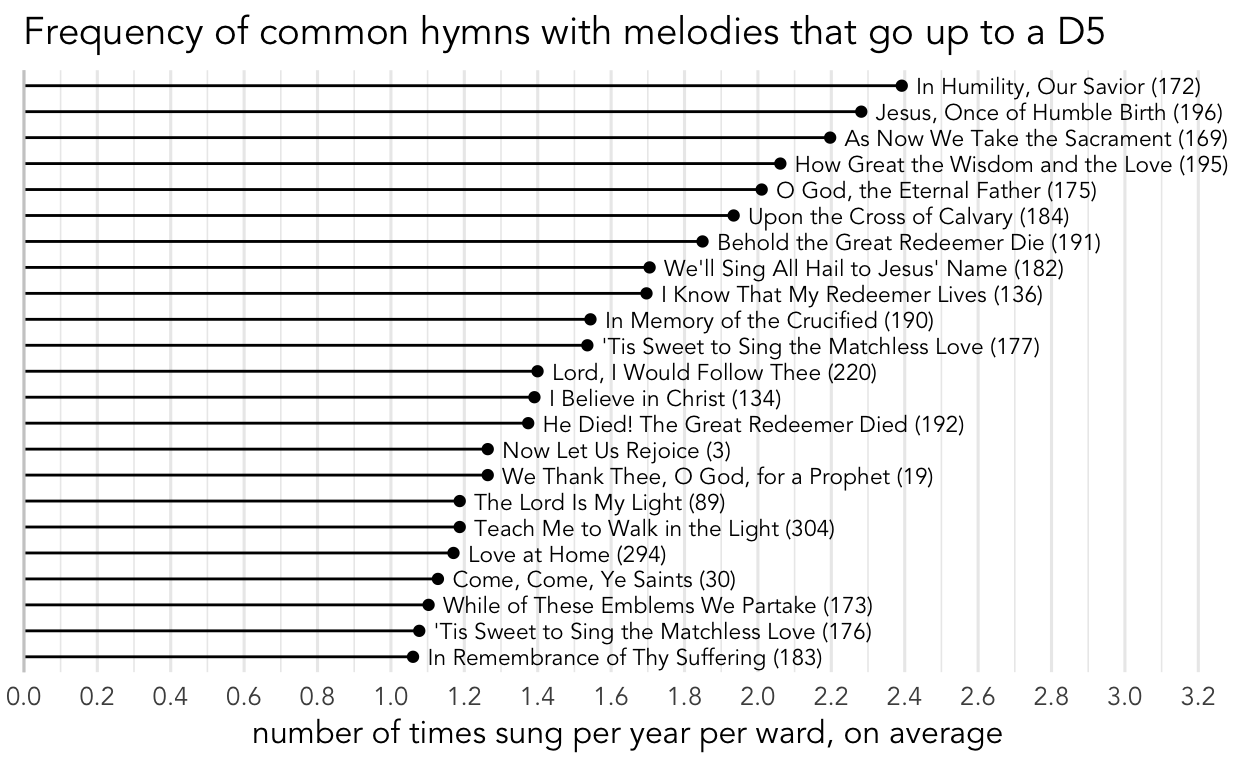 Frequency of common hymns with melodies that go up to a D5
In Humility, Our Savior (172)
Jesus, Once of Humble Birth (196)
As Now We Take the Sacrament (169)
How Great the Wisdom and the Love (195)
O God, the Eternal Father (175)
Upon the Cross of Calvary (184)
Behold the Great Redeemer Die (191)
We'll Sing All Hail to Jesus' Name (182)
I Know That My Redeemer Lives (136)
In Memory of the Crucified (190)
'Tis Sweet to Sing the Matchless Love (177)
Lord, I Would Follow Thee (220)
I Believe in Christ (134)
He Died! The Great Redeemer Died (192)
Now Let Us Rejoice (3)
We Thank Thee, O God, for a Prophet (19)
The Lord Is My Light (89)
Teach Me to Walk in the Light (304)
Love at Home (294)
Come, Come, Ye Saints (30)
While of These Emblems We Partake (173)
'Tis Sweet to Sing the Matchless Love (176)
In Remembrance of Thy Suffering (183)
0.0 0.2 0.4 0.6 0.8 1.0 1.2 1.4 1.6 1.8 2.0 2.2 2.4 2.6 2.8 3.0 3.2
number of times sung per year per ward, on average